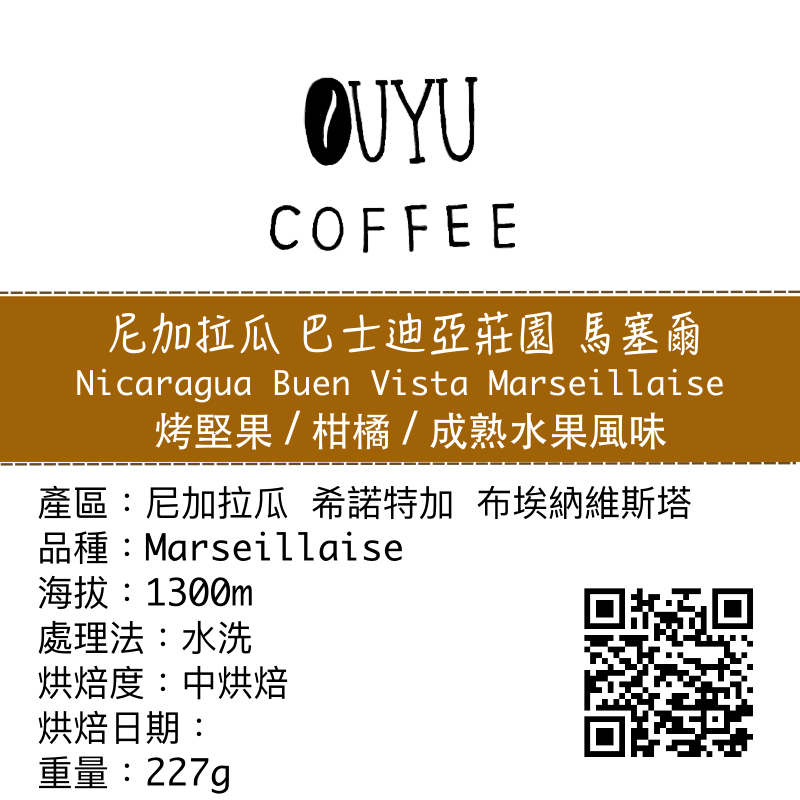 OUYU
COFFEE
尼加拉瓜 巴士迪亞莊園 馬塞爾
Nicaragua Buen Vista Marseillaise
烤堅果 / 柑橘 / 成熟水果風味
產區：尼加拉瓜 希諾特加 布埃納維斯塔
品種：Marseillaise
海拔：1300m
處理法：水洗
烘焙度：中烘焙
烘焙日期：
重量：227g